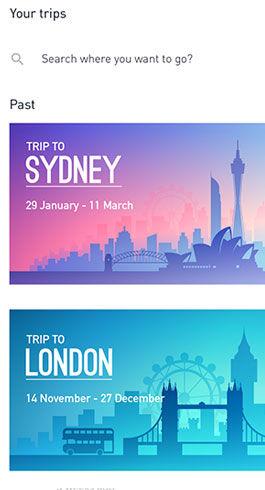 Your trips
Search where you want to go?
Past
TRIP TO
SYDNEY
29 January - 11 March
TRIP TO
LONDON
14 November - 27 December